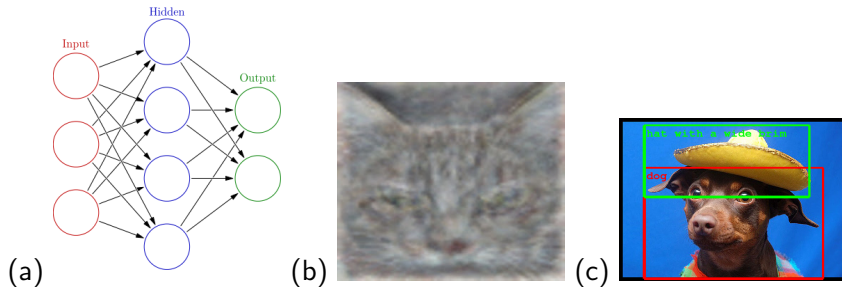 Hidden
Input
Output
hat with a wide brim
dog
(a)
(b)
(c)